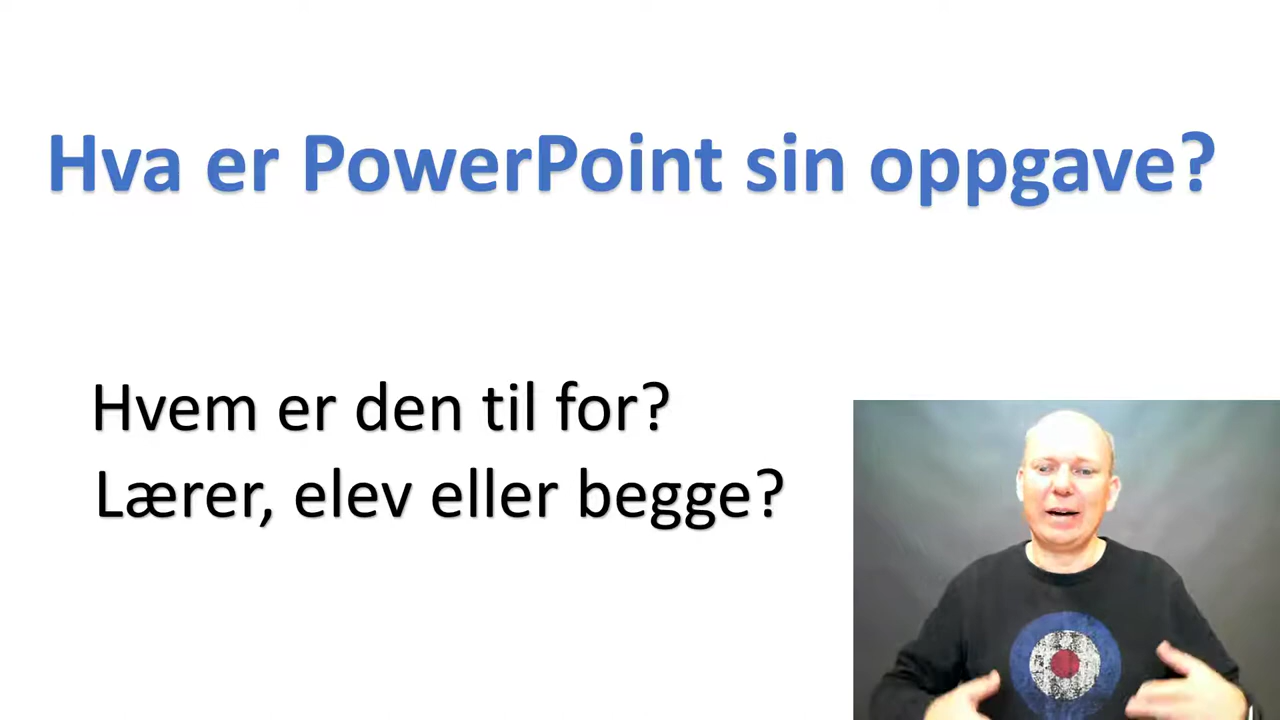 Hva er PowerPoint sin oppgave?
Hvem er den til for?
Lærer, elev eller begge?